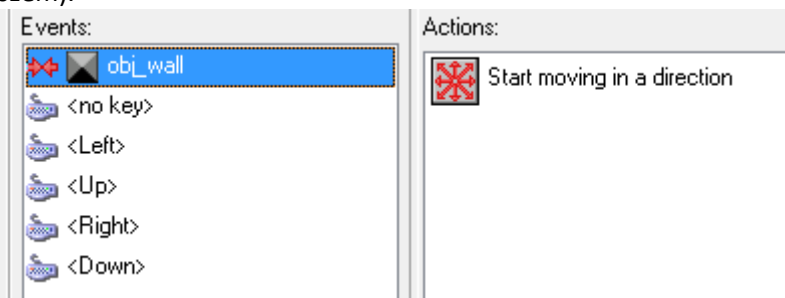 Events:
Actions:
obj_wall
Start moving in a direction
<no key>
<Left>
<Up>
<Right>
<Down>